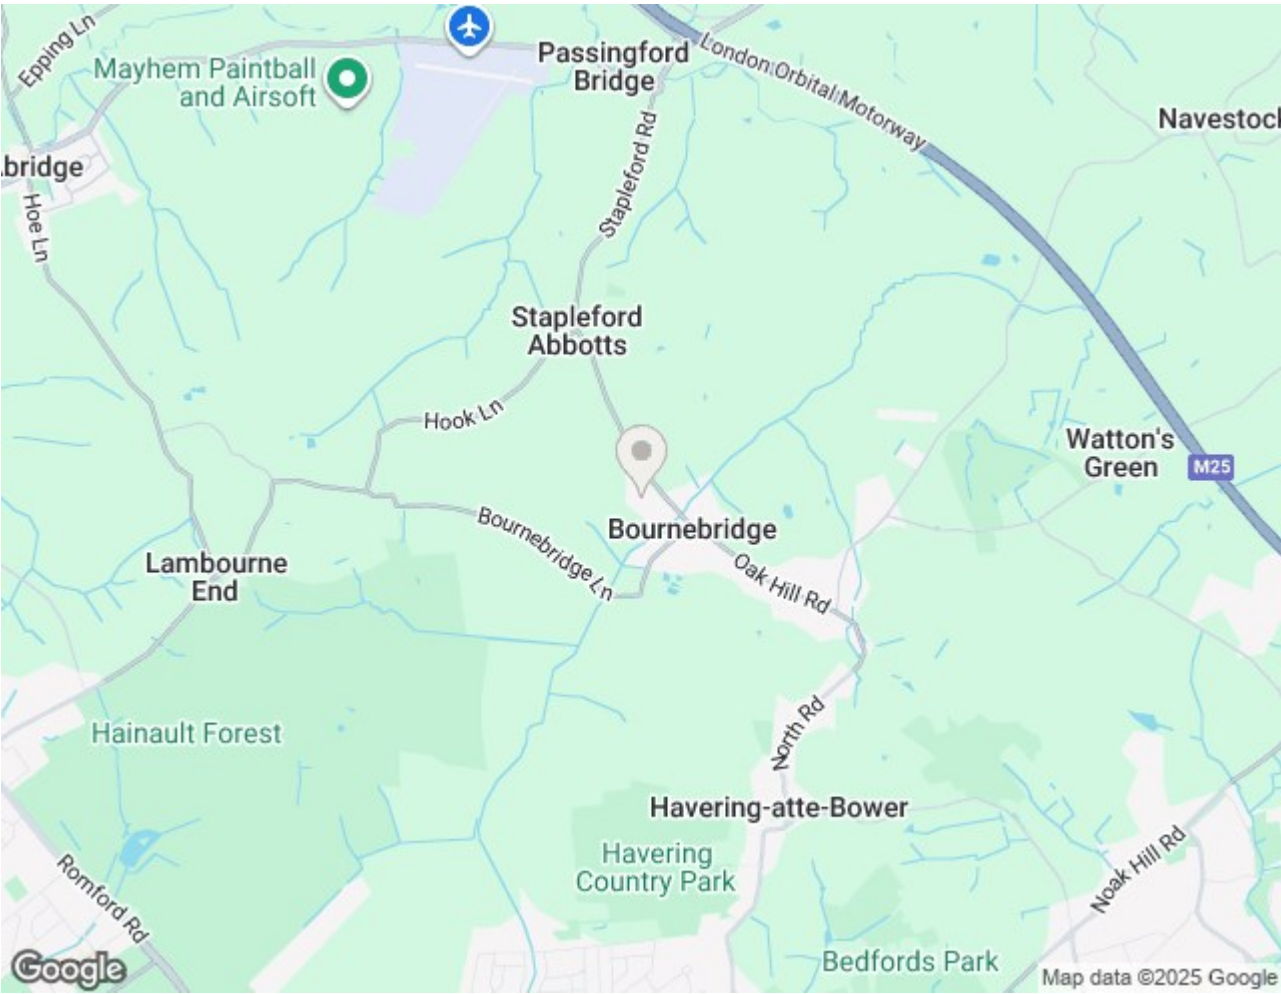 Epping Ln
Passingford
Bridge
London Orbital Motorway
Mayhem Paintball
and Airsoft
Navestock
bridge
Stapleford Rd
Hoe Ln
Stapleford
Abbotts
Hook Ln
Watton's
Green
M25
Bournebridge Ln
Bournebridge
Lambourne
End
Oak Hill Rd
North Rd
Hainault Forest
Havering-atte-Bower
Havering
Country Park
Noak Hill Rd
Romford Rd
Bedfords Park
Google
Map data ©2025 Google